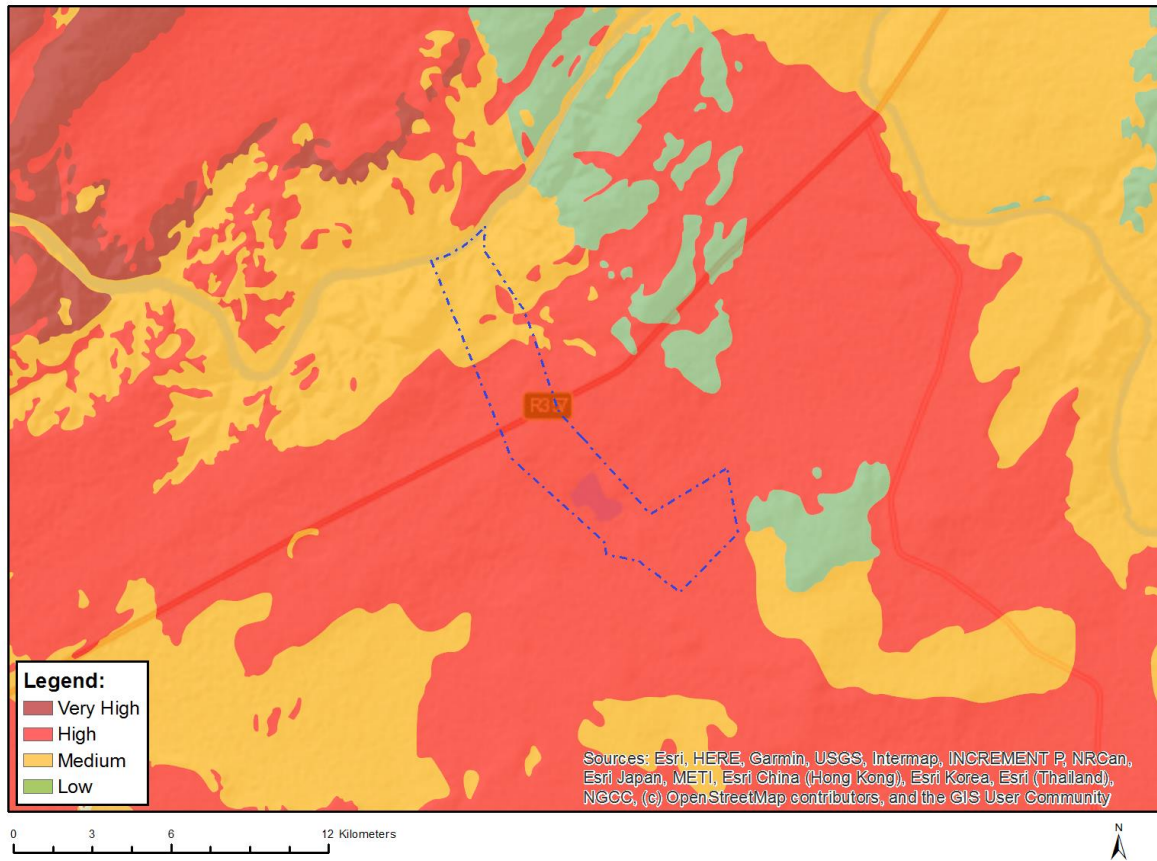 Legend:
Very High
High
Medium
Low
Sources: Esri, HERE, Garmin, USGS, Intermap, INCREMENT P, NRCan,
Esri Japan, METI, Esri China (Hong Kong), Esri Korea, Esri (Thailand),
NGCC, (c) OpenStreetMap contributors, and the GIS User Community
0 3 6 12 Kilometers
N